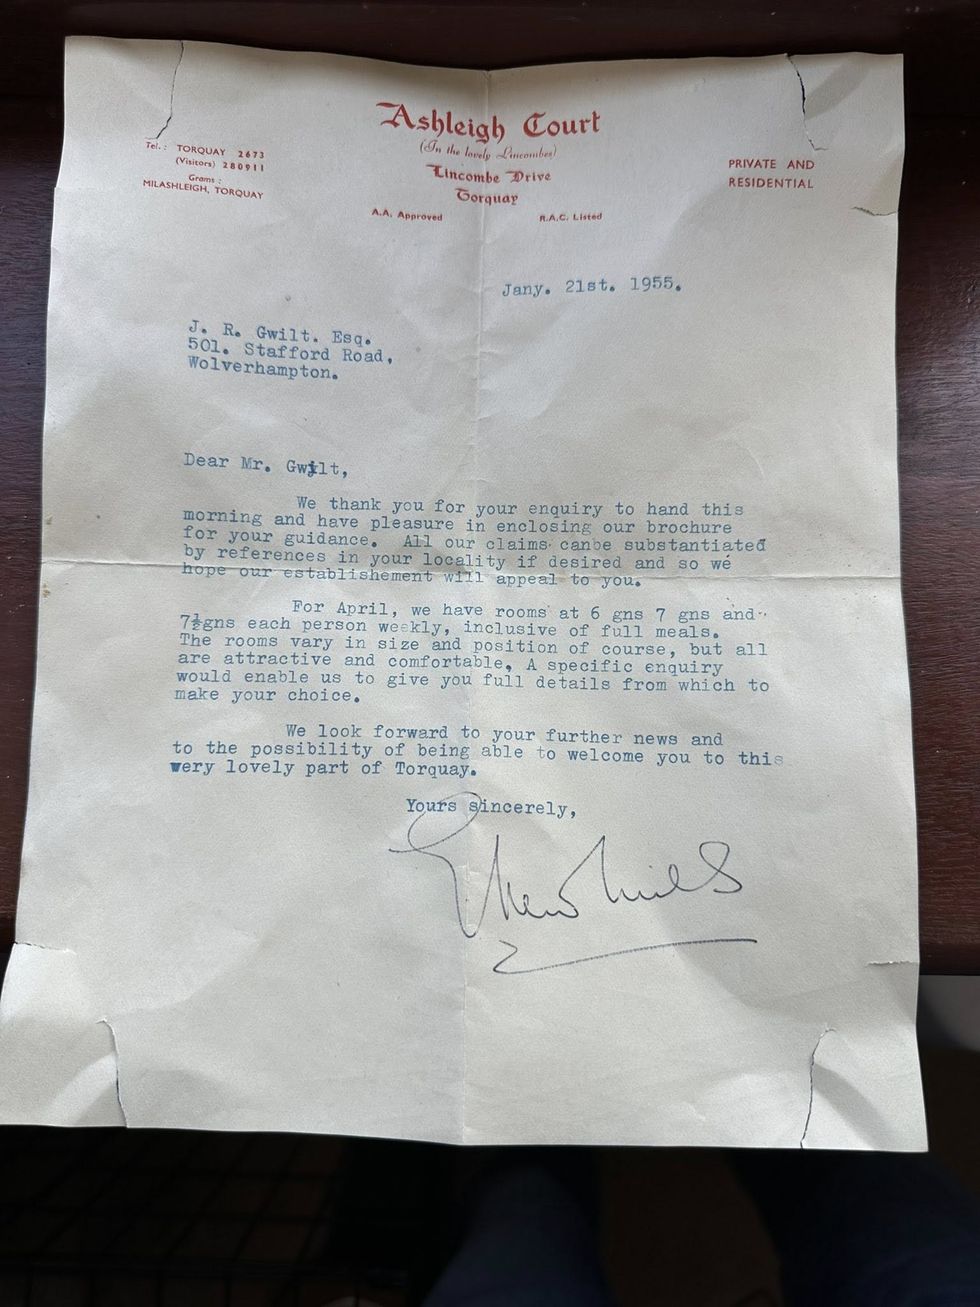 Ashleigh Court
(In the lovely Lincombes)
Lincombe Drive
Torquay
A.A. Approved R.A.C. Listed
Tel.: TORQUAY 2673
(Visitors) 280911
Grams:
MILASHLEIGH, TORQUAY
PRIVATE AND
RESIDENTIAL
Jany. 21st. 1955.
J. R. Gwilt. Esq.
501. Stafford Road,
Wolverhampton.
Dear Mr. Gwilt,
We thank you for your enquiry to hand this
morning and have pleasure in enclosing our brochure
for your guidance. All our claims canbe substantiated
by references in your locality if desired and so we
hope our establishement will appeal to you.
For April, we have rooms at 6 gns 7 gns and
7½gns each person weekly, inclusive of full meals.
The rooms vary in size and position of course, but all
are attractive and comfortable, A specific enquiry
would enable us to give you full details from which to
make your choice.
We look forward to your further news and
to the possibility of being able to welcome you to this
very lovely part of Torquay.
Yours sincerely,